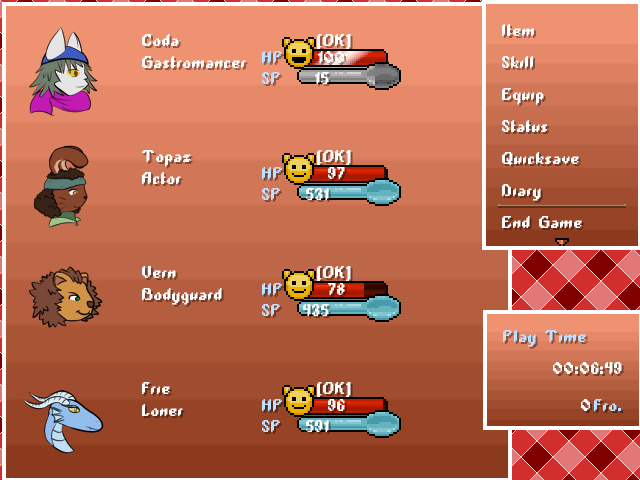 Coda
[OK]
Gastromancer
HP 100
SP 15
Topaz
[OK]
Actor
HP 97
SP 531
Vern
[OK]
Bodyguard
HP 78
SP 435
Frie
[OK]
Loner
HP 96
SP 591
Item
Skill
Equip
Status
Quicksave
Diary
End Game
Play Time
00:06:49
0 Fro.